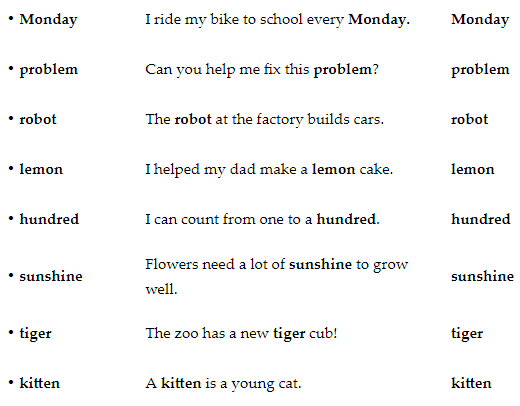 • Monday I ride my bike to school every Monday. Monday
• problem Can you help me fix this problem? problem
• robot The robot at the factory builds cars. robot
• lemon I helped my dad make a lemon cake. lemon
• hundred I can count from one to a hundred. hundred
• sunshine Flowers need a lot of sunshine to grow sunshine
well.
• tiger The zoo has a new tiger cub! tiger
• kitten A kitten is a young cat. kitten